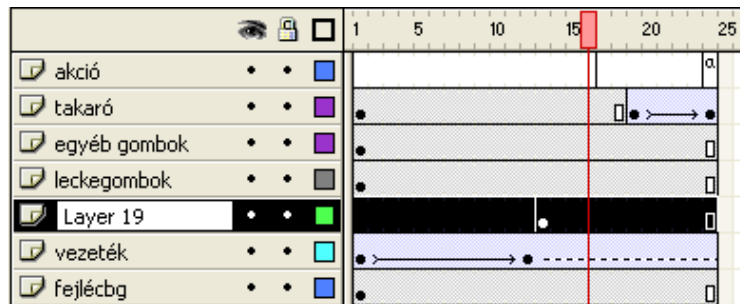 1 5 10 15 20 25
akció
a
takaró
egyéb gombok
leckegombok
Layer 19
vezeték
fejlécbg